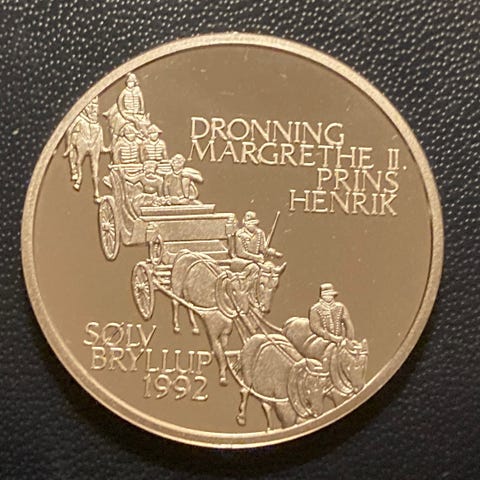 DRONNING
MARGRETHE II.
PRINS
HENRIK
SØLV
BRYLLUP
1992